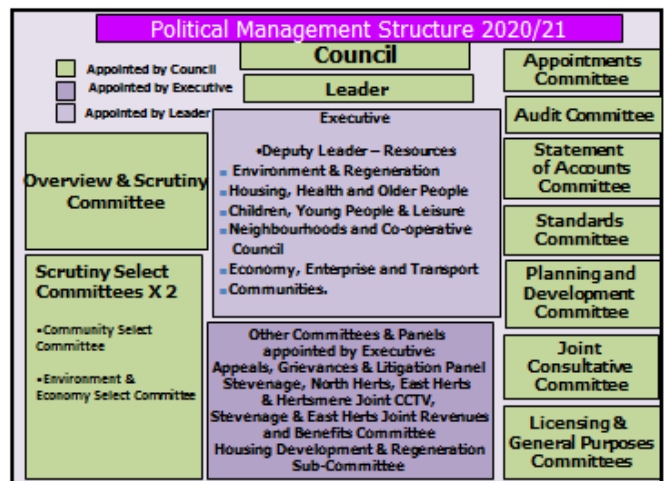 Political Management Structure 2020/21
Council
Leader
Appointed by Council
Appointed by Executive
Appointed by Leader
Overview & Scrutiny
Committee
Scrutiny Select
Committees X 2
•Community Select
Committee
•Environment &
Economy Select Committee
Executive
•Deputy Leader – Resources
Environment & Regeneration
Housing, Health and Older People
Children, Young People & Leisure
Neighbourhoods and Co-operative
Council
Economy, Enterprise and Transport
Communities.
Other Committees & Panels
appointed by Executive:
Appeals, Grievances & Litigation Panel
Stevenage, North Herts, East Herts
& Hertsmere Joint CCTV,
Stevenage & East Herts Joint Revenues
and Benefits Committee
Housing Development & Regeneration
Sub-Committee
Appointments
Committee
Audit Committee
Statement
of Accounts
Committee
Standards
Committee
Planning and
Development
Committee
Joint
Consultative
Committee
Licensing &
General Purposes
Committees